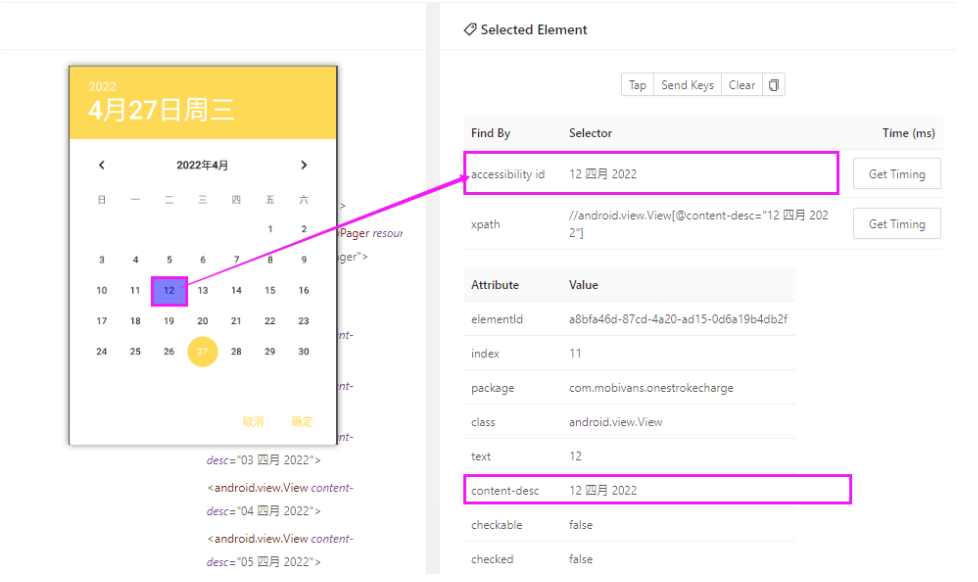 Selected Element
2022
4月27日周三
2022年4月
日 一 二 三 四 五 六
1 2
3 4 5 6 7 8 9
10 11 12 13 14 15 16
17 18 19 20 21 22 23
24 25 26 27 28 29 30
取消 确定
>
Pager resour
ager">
nt-
nt-
nt-
desc="03 四月 2022">
<android.view.View content-
desc="04 四月 2022">
<android.view.View content-
desc="05 四月 2022">
Tap Send Keys Clear
Find By Selector Time (ms)
accessibility id 12 四月 2022 Get Timing
xpath //android.view.View[@content-desc="12 四月 202
2"] Get Timing
Attribute Value
elementId a8bfa46d-87cd-4a20-ad15-0d6a19b4db2f
index 11
package com.mobivans.onestrokecharge
class android.view.View
text 12
content-desc 12 四月 2022
checkable false
checked false